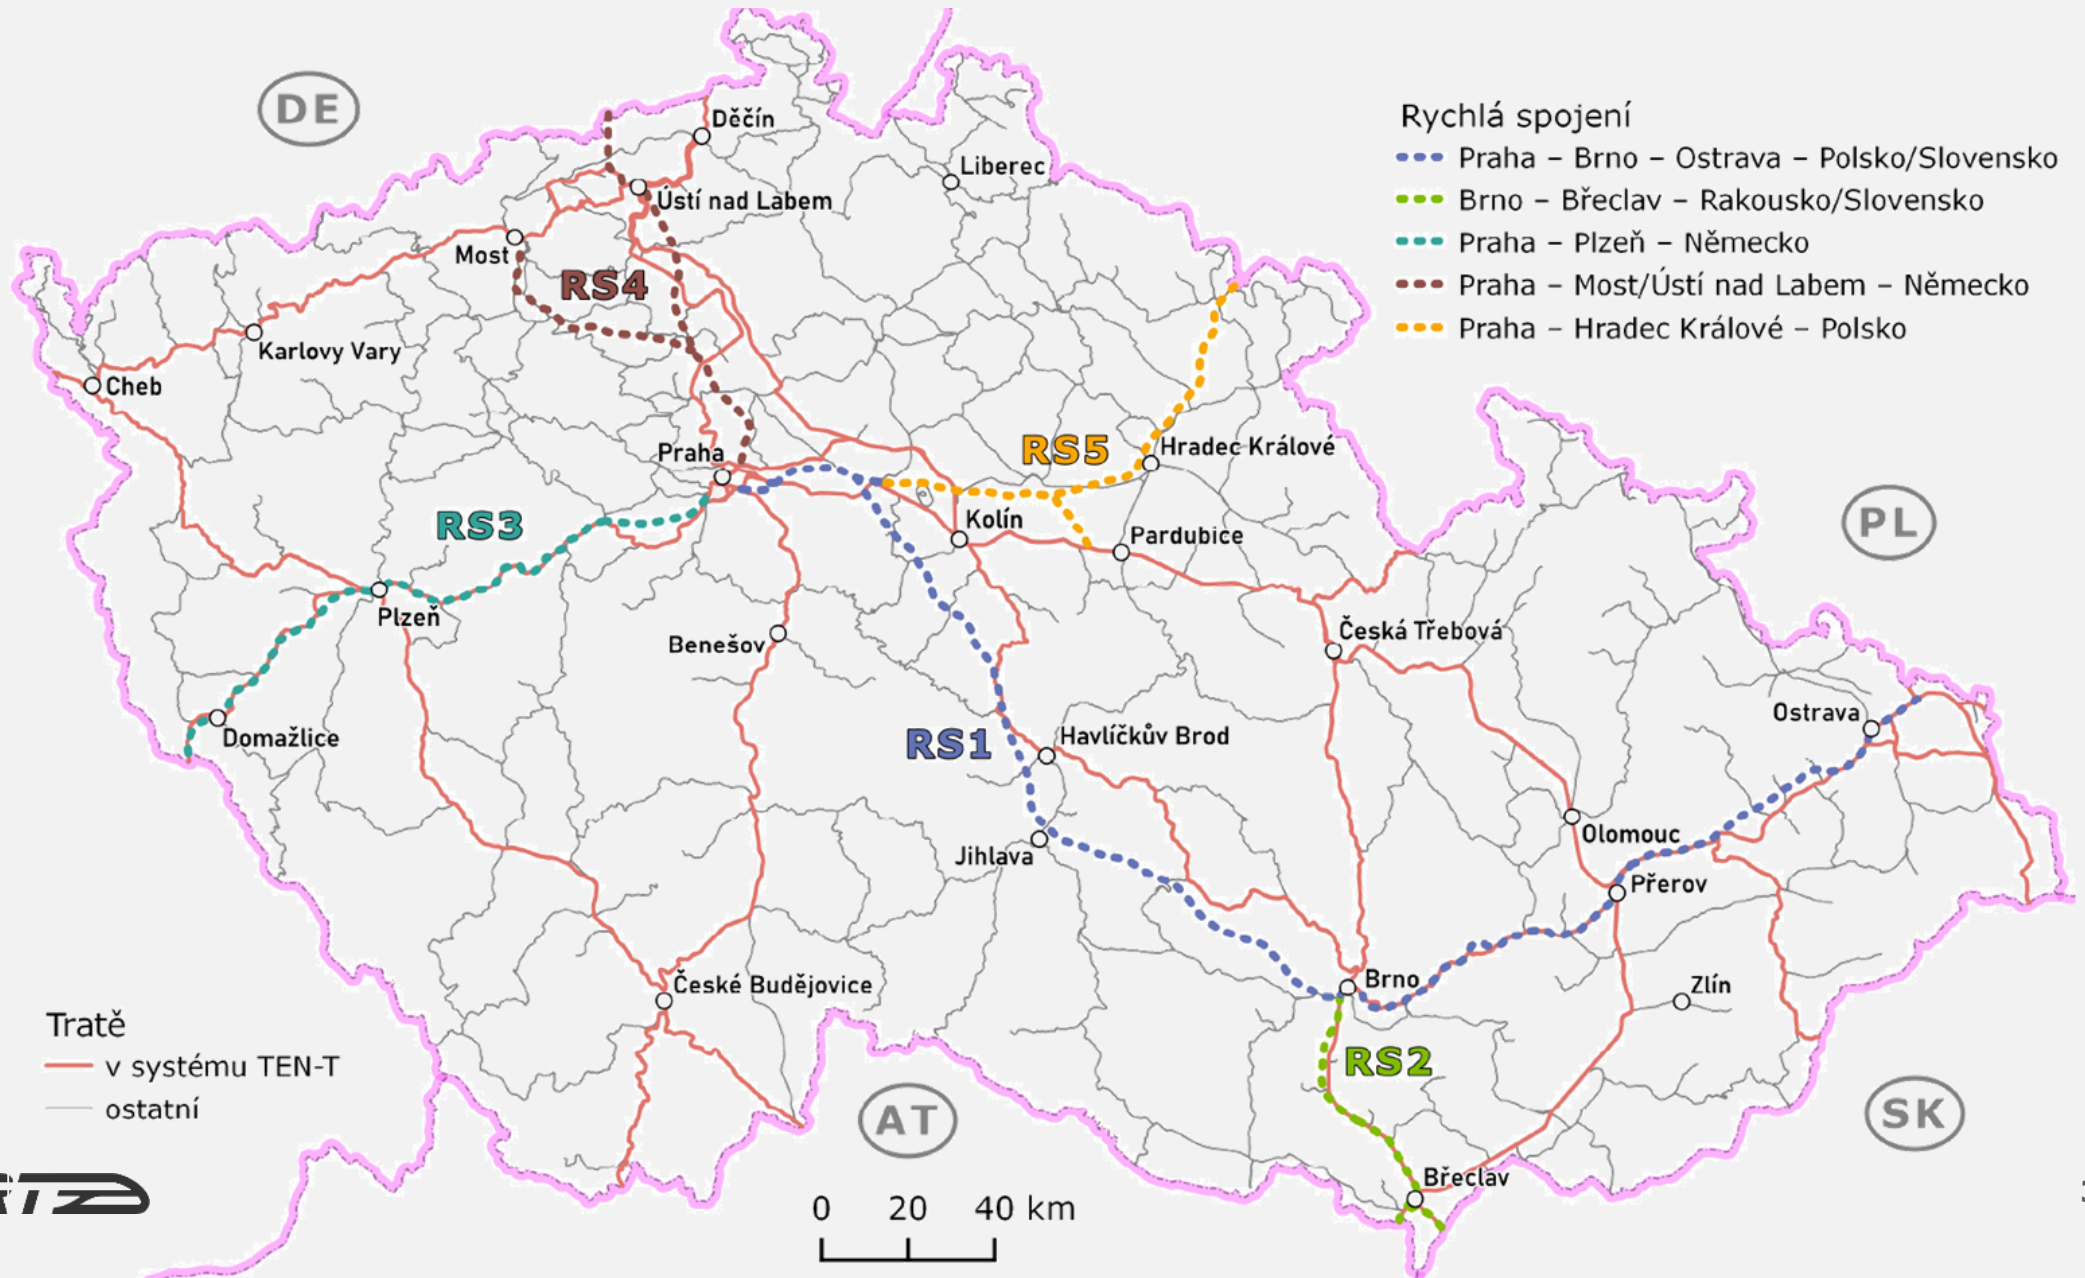 DE
Děčín
Liberec
Ústí nad Labem
Most
RS4
Karlovy Vary
Cheb
Rychlá spojení
Praha – Brno – Ostrava – Polsko/Slovensko
Brno – Břeclav – Rakousko/Slovensko
Praha – Plzeň – Německo
Praha – Most/Ústí nad Labem – Německo
Praha – Hradec Králové – Polsko
Praha
RS5
Hradec Králové
RS3
Kolín
Pardubice
PL
Plzeň
Benešov
Česká Třebová
Domažlice
RS1
Havlíčkův Brod
Ostrava
Jihlava
Olomouc
Přerov
České Budějovice
Brno
Zlín
Tratě
v systému TEN-T
ostatní
RS2
AT
SK
Břeclav
0 20 40 km